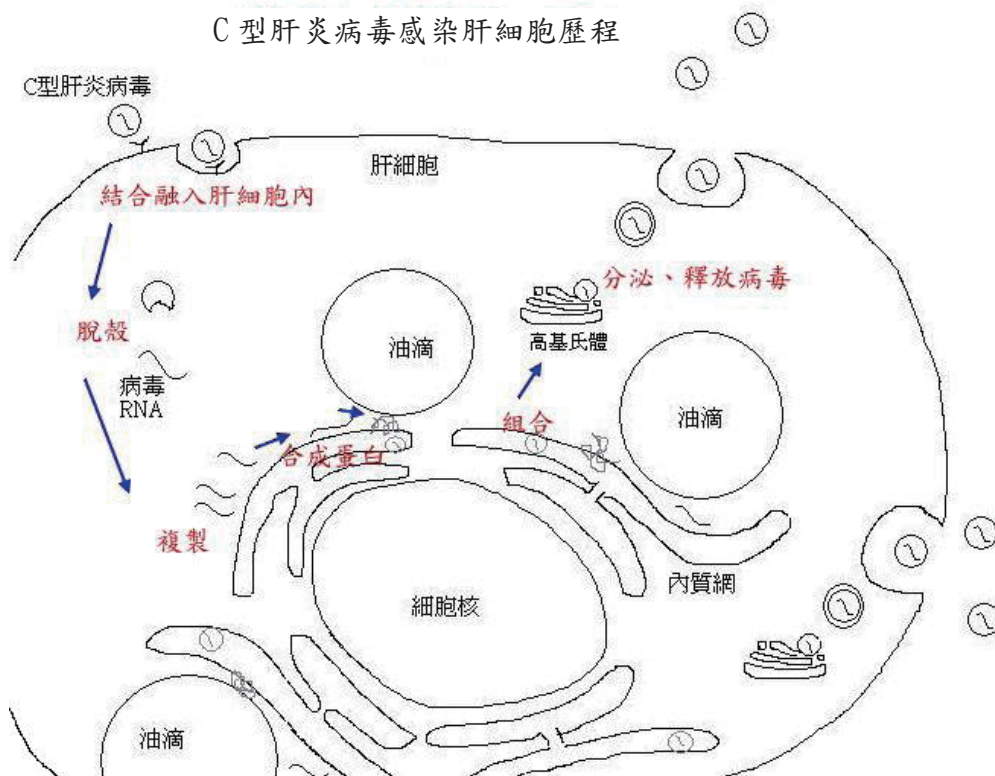 C 型肝炎病毒感染肝細胞歷程
C型肝炎病毒
肝細胞
結合融入肝細胞內
分泌、釋放病毒
脫殼
高基氏體
油滴
病毒
RNA
油滴
組合
合成蛋白
複製
內質網
細胞核
油滴